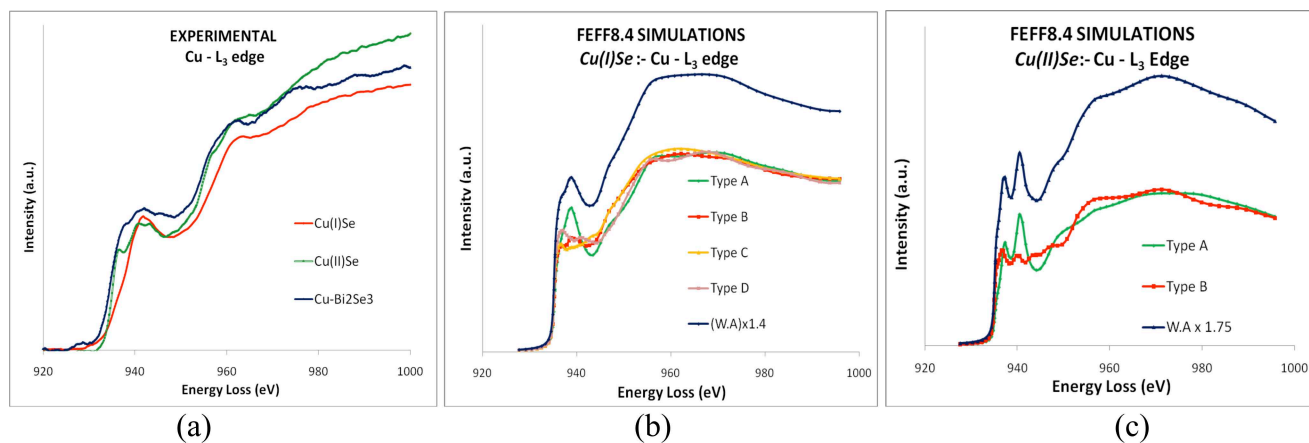 EXPERIMENTAL
Cu - L3 edge
Intensity (a.u.)
Cu(I)Se
Cu(II)Se
Cu-Bi2Se3
920 940 960 980 1000
Energy Loss (eV)
(a)
FEFF8.4 SIMULATIONS
Cu(I)Se :- Cu - L3 edge
Intensity (a.u.)
Type A
Type B
Type C
Type D
(W.A)x1.4
920 940 960 980 1000
Energy Loss (eV)
(b)
FEFF8.4 SIMULATIONS
Cu(II)Se:- Cu - L3 Edge
Intensity (a.u.)
Type A
Type B
W.A x 1.75
920 940 960 980 1000
Energy Loss (eV)
(c)